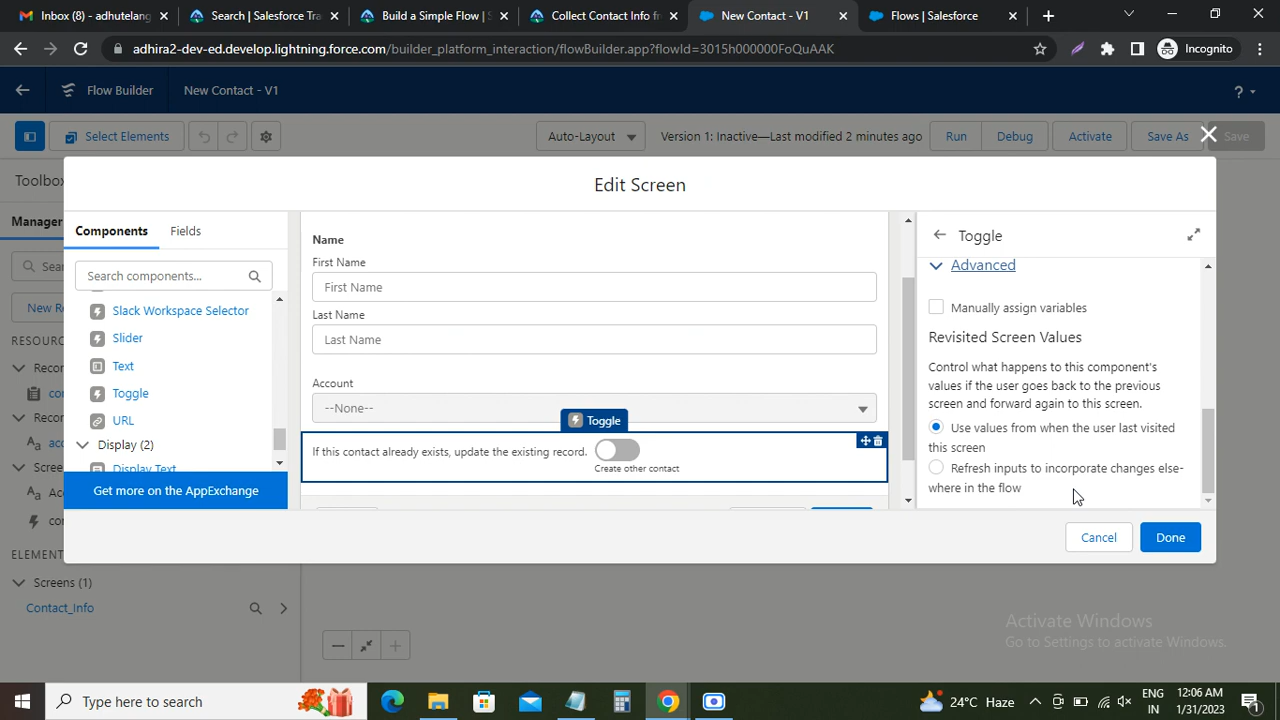 Inbox (8) - adhutelang
Search | Salesforce Tra
Build a Simple Flow | S
Collect Contact Info fr
New Contact - V1
Flows | Salesforce
adhira2-dev-ed.develop.lightning.force.com/builder_platform_interaction/flowBuilder.app?flowId=3015h000000FoQuAAK
Incognito
Flow Builder
New Contact - V1
?
Select Elements
Auto-Layout
Version 1: Inactive—Last modified 2 minutes ago
Run
Debug
Activate
Save As
Save
Toolbox
Edit Screen
Manager
Components
Fields
Search components...
Slack Workspace Selector
Slider
Text
Toggle
URL
Display (2)
Display Text
Get more on the AppExchange
Name
First Name
First Name
Last Name
Last Name
Account
--None--
Toggle
If this contact already exists, update the existing record.
Create other contact
Toggle
Advanced
Manually assign variables
Revisited Screen Values
Control what happens to this component's
values if the user goes back to the previous
screen and forward again to this screen.
Use values from when the user last visited
this screen
Refresh inputs to incorporate changes else-
where in the flow
Cancel
Done
Sea
New Re
RESOURC
Recor
co
Recor
acc
Scree
Ac
co
ELEMENT
Screens (1)
Contact_Info
Activate Windows
Go to Settings to activate Windows.
Type here to search
24°C Haze
ENG
IN
12:06 AM
1/31/2023
1